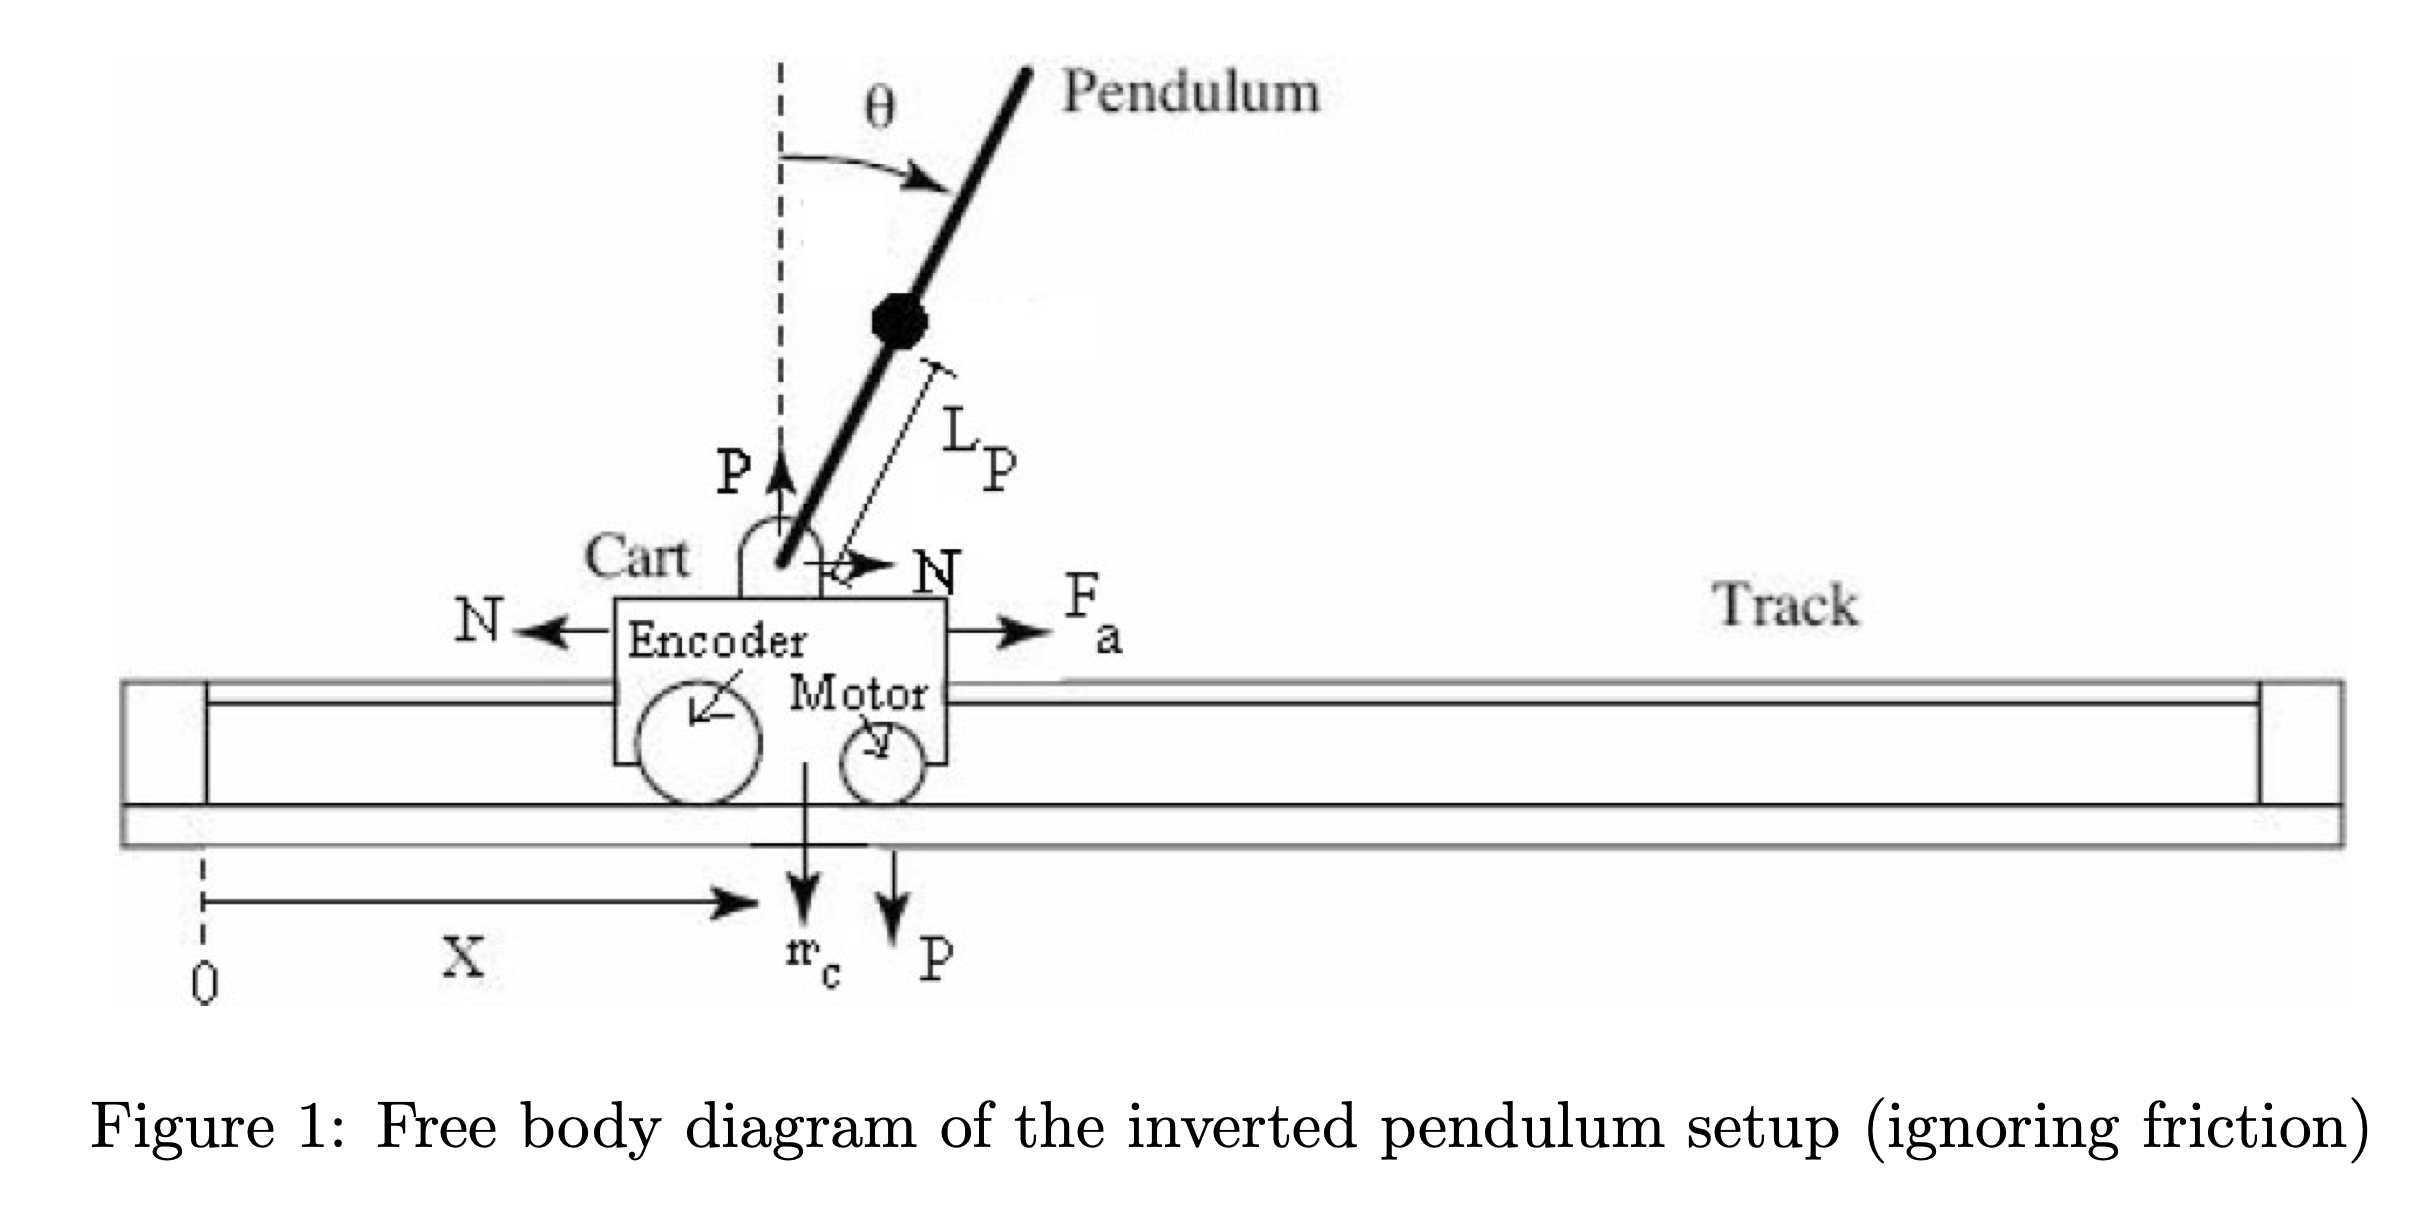 θ
Pendulum
L_P
P
Cart
N
N
F_a
Track
Encoder
Motor
X
0
m_c
P
Figure 1: Free body diagram of the inverted pendulum setup (ignoring friction)